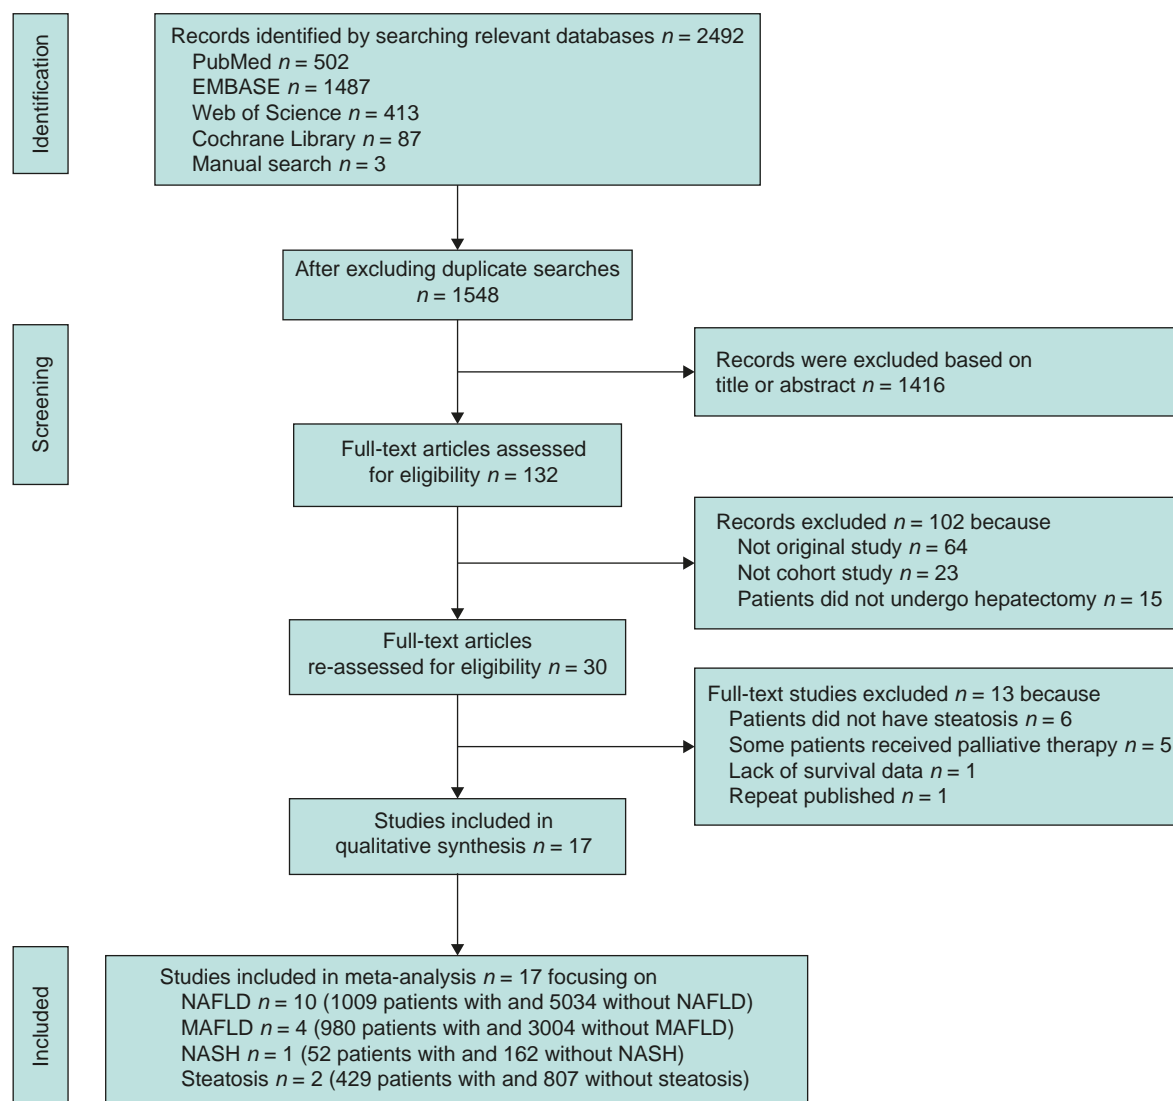 Identification
Records identified by searching relevant databases n = 2492
PubMed n = 502
EMBASE n = 1487
Web of Science n = 413
Cochrane Library n = 87
Manual search n = 3
After excluding duplicate searches
n = 1548
Screening
Records were excluded based on
title or abstract n = 1416
Full-text articles assessed
for eligibility n = 132
Records excluded n = 102 because
Not original study n = 64
Not cohort study n = 23
Patients did not undergo hepatectomy n = 15
Full-text articles
re-assessed for eligibility n = 30
Full-text studies excluded n = 13 because
Patients did not have steatosis n = 6
Some patients received palliative therapy n = 5
Lack of survival data n = 1
Repeat published n = 1
Studies included in
qualitative synthesis n = 17
Included
Studies included in meta-analysis n = 17 focusing on
NAFLD n = 10 (1009 patients with and 5034 without NAFLD)
MAFLD n = 4 (980 patients with and 3004 without MAFLD)
NASH n = 1 (52 patients with and 162 without NASH)
Steatosis n = 2 (429 patients with and 807 without steatosis)